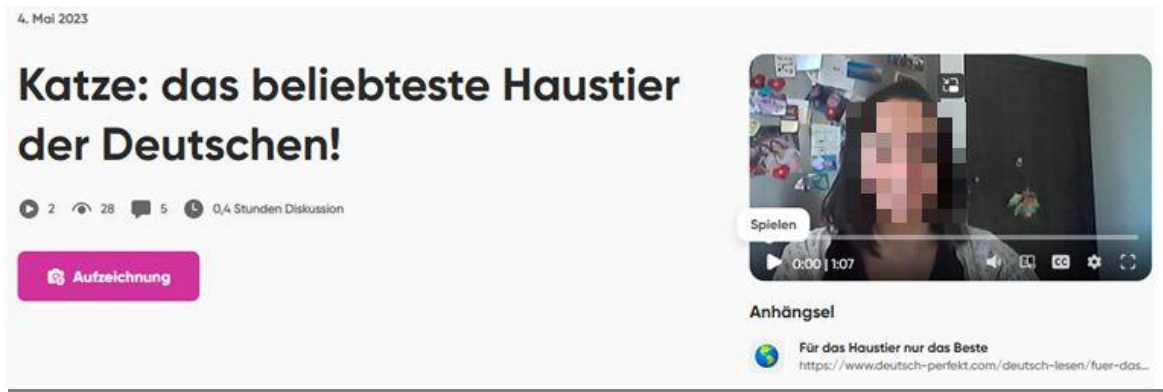 4. Mai 2023
Katze: das beliebteste Haustier
der Deutschen!
2 28 5 0,4 Stunden Diskussion
Aufzeichnung
Spielen
0:00 | 1:07
CC
Anhängsel
Für das Haustier nur das Beste
https://www.deutsch-perfekt.com/deutsch-lesen/fuer-das...